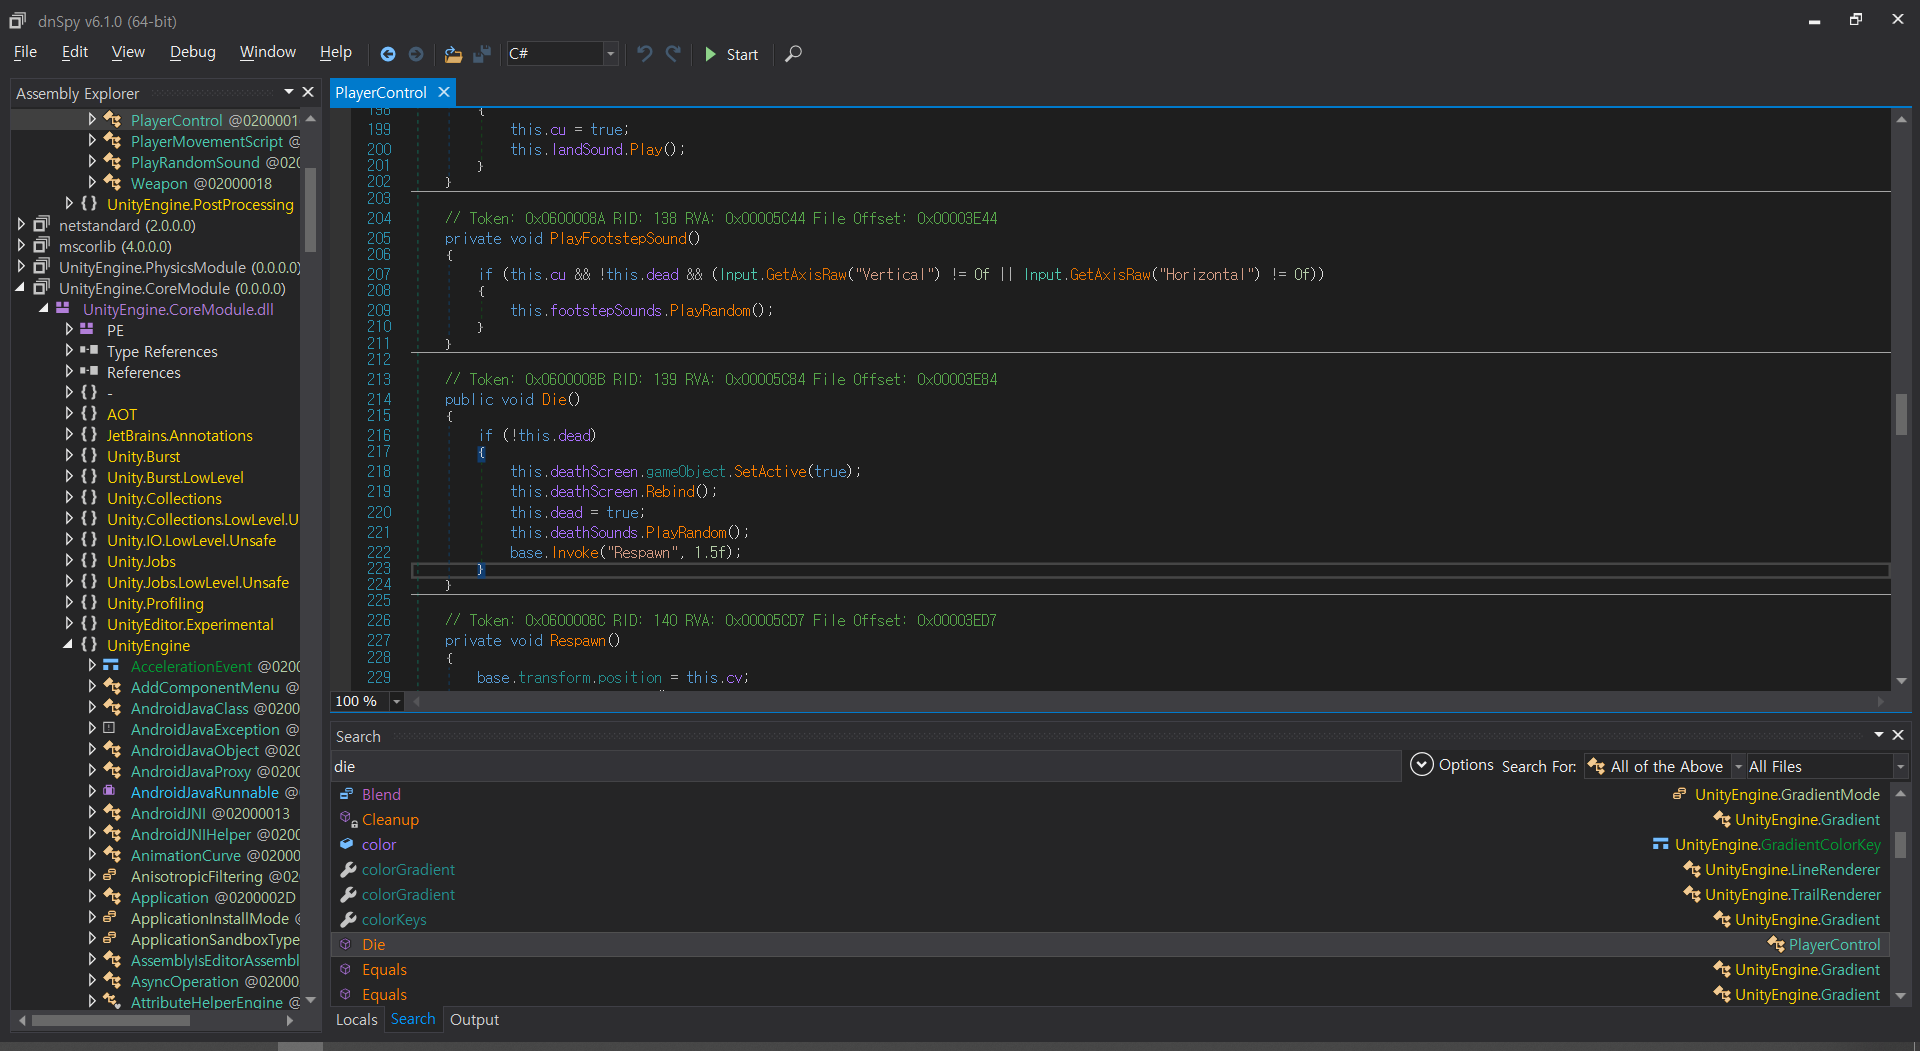 dnSpy v6.1.0 (64-bit)
File Edit View Debug Window Help C# Start
Assembly Explorer
PlayerControl @0200001
PlayerMovementScript @
PlayRandomSound @020
Weapon @02000018
{ } UnityEngine.PostProcessing
netstandard (2.0.0.0)
mscorlib (4.0.0.0)
UnityEngine.PhysicsModule (0.0.0.0)
UnityEngine.CoreModule (0.0.0.0)
UnityEngine.CoreModule.dll
PE
Type References
References
{ } -
{ } AOT
{ } JetBrains.Annotations
{ } Unity.Burst
{ } Unity.Burst.LowLevel
{ } Unity.Collections
{ } Unity.Collections.LowLevel.U
{ } Unity.IO.LowLevel.Unsafe
{ } Unity.Jobs
{ } Unity.Jobs.LowLevel.Unsafe
{ } Unity.Profiling
{ } UnityEditor.Experimental
{ } UnityEngine
AccelerationEvent @0200
AddComponentMenu @
AndroidJavaClass @0200
AndroidJavaException @
AndroidJavaObject @020
AndroidJavaProxy @0200
AndroidJavaRunnable @
AndroidJNI @02000013
AndroidJNIHelper @0200
AnimationCurve @02000
AnisotropicFiltering @02
Application @0200002D
ApplicationInstallMode @
ApplicationSandboxType
AssemblyIsEditorAssembl
AsyncOperation @02000
AttributeHelperEngine @
PlayerControl
198 {
199 this.cu = true;
200 this.landSound.Play();
201 }
202 }
203
204 // Token: 0x0600008A RID: 138 RVA: 0x00005C44 File Offset: 0x00003E44
205 private void PlayFootstepSound()
206 {
207 if (this.cu && !this.dead && (Input.GetAxisRaw("Vertical") != 0f || Input.GetAxisRaw("Horizontal") != 0f))
208 {
209 this.footstepSounds.PlayRandom();
210 }
211 }
212
213 // Token: 0x0600008B RID: 139 RVA: 0x00005C84 File Offset: 0x00003E84
214 public void Die()
215 {
216 if (!this.dead)
217 {
218 this.deathScreen.gameObject.SetActive(true);
219 this.deathScreen.Rebind();
220 this.dead = true;
221 this.deathSounds.PlayRandom();
222 base.Invoke("Respawn", 1.5f);
223 }
224 }
225
226 // Token: 0x0600008C RID: 140 RVA: 0x00005CD7 File Offset: 0x00003ED7
227 private void Respawn()
228 {
229 base.transform.position = this.cv;
100 %
Search
die Options Search For: All of the Above All Files
Blend UnityEngine.GradientMode
Cleanup UnityEngine.Gradient
color UnityEngine.GradientColorKey
colorGradient UnityEngine.LineRenderer
colorGradient UnityEngine.TrailRenderer
colorKeys UnityEngine.Gradient
Die PlayerControl
Equals UnityEngine.Gradient
Equals UnityEngine.Gradient
Locals Search Output